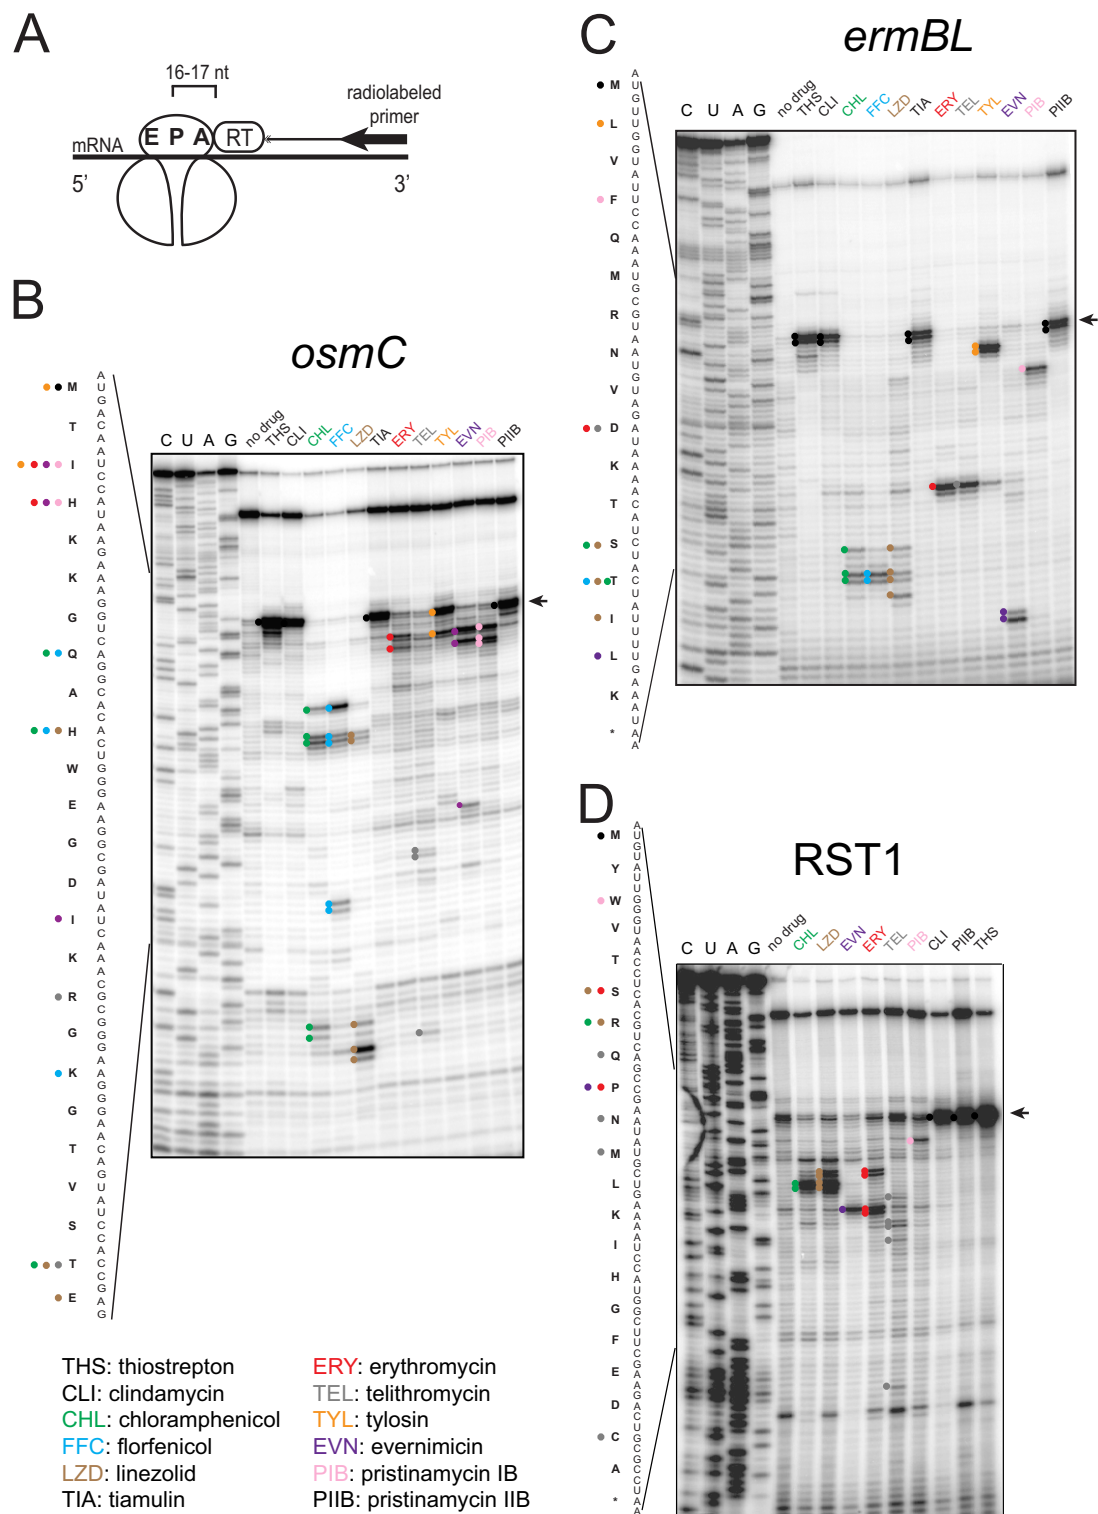 A
16-17 nt
radiolabeled
primer
E P A RT
mRNA
5' 3'
B
osmC
M T I H K K G Q A H W E G D I K R G K G T V S T E
A U G A C A A U C C A U A A G A A A G G U C A G G C A C A C U G G G A A G G C G A U A U C A A A C G C G G G A A G G G A A C A G U A U C C A C C G A G
C U A G no drug THS CLI CHL FFC LZD TIA ERY TEL TYL EVN PIB PIIB
C
ermBL
M L V F Q M R N V D K T S T I L K *
A U G U U G G U A U U C C A A A U G C G U A A U G U A G A U A A A A C A U C U A C U A U U U U G A A A U A A
C U A G no drug THS CLI CHL FFC LZD TIA ERY TEL TYL EVN PIB PIIB
D
RST1
M Y W V T S R Q P N M L K I H G F E D C A *
A U G U A U U G G G U A A C C U C A C G U C A G C C G A A U A U G C U G A A A A U C C A U G G C U U C G A A G A C U G C G C C U A A
C U A G no drug CHL LZD EVN ERY TEL PIB CLI PIIB THS
THS: thiostrepton
CLI: clindamycin
CHL: chloramphenicol
FFC: florfenicol
LZD: linezolid
TIA: tiamulin
ERY: erythromycin
TEL: telithromycin
TYL: tylosin
EVN: evernimicin
PIB: pristinamycin IB
PIIB: pristinamycin IIB